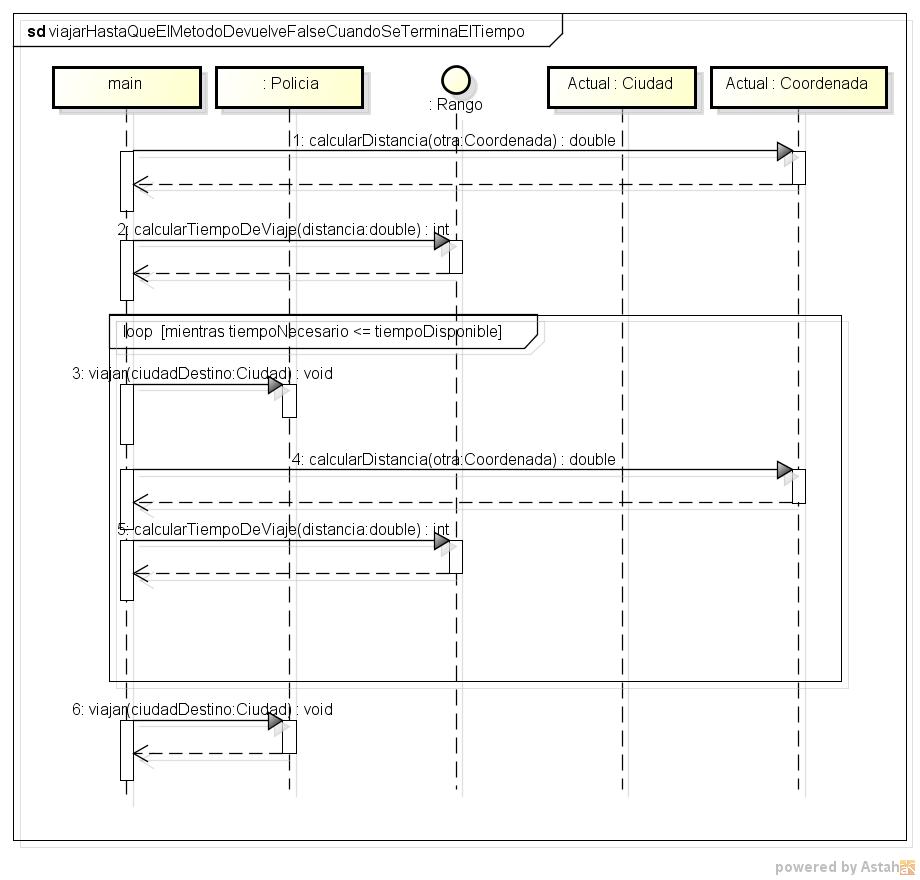 sd viajarHastaQueElMetodoDevuelveFalseCuandoSeTerminaElTiempo
main
: Policia
: Rango
Actual : Ciudad
Actual : Coordenada
1: calcularDistancia(otra:Coordenada) : double
2: calcularTiempoDeViaje(distancia:double) : int
loop [mientras tiempoNecesario <= tiempoDisponible]
3: viajar(ciudadDestino:Ciudad) : void
4: calcularDistancia(otra:Coordenada) : double
5: calcularTiempoDeViaje(distancia:double) : int
6: viajar(ciudadDestino:Ciudad) : void
powered by Astah